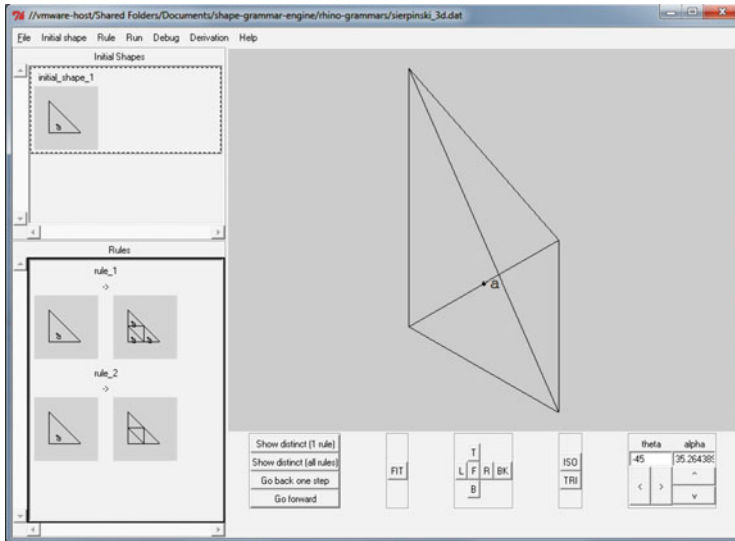 //vmware-host/Shared Folders/Documents/shape-grammar-engine/rhino-grammars/sierpinski_3d.dat
File Initial shape Rule Run Debug Derivation Help
Initial Shapes
initial_shape_1
a
Rules
rule_1
->
a a
a a
rule_2
->
a
a
Show distinct (1 rule)
Show distinct (all rules)
Go back one step
Go forward
FIT
T
L F R BK
B
ISO
TRI
theta alpha
-45 35.264389
< > ^
v